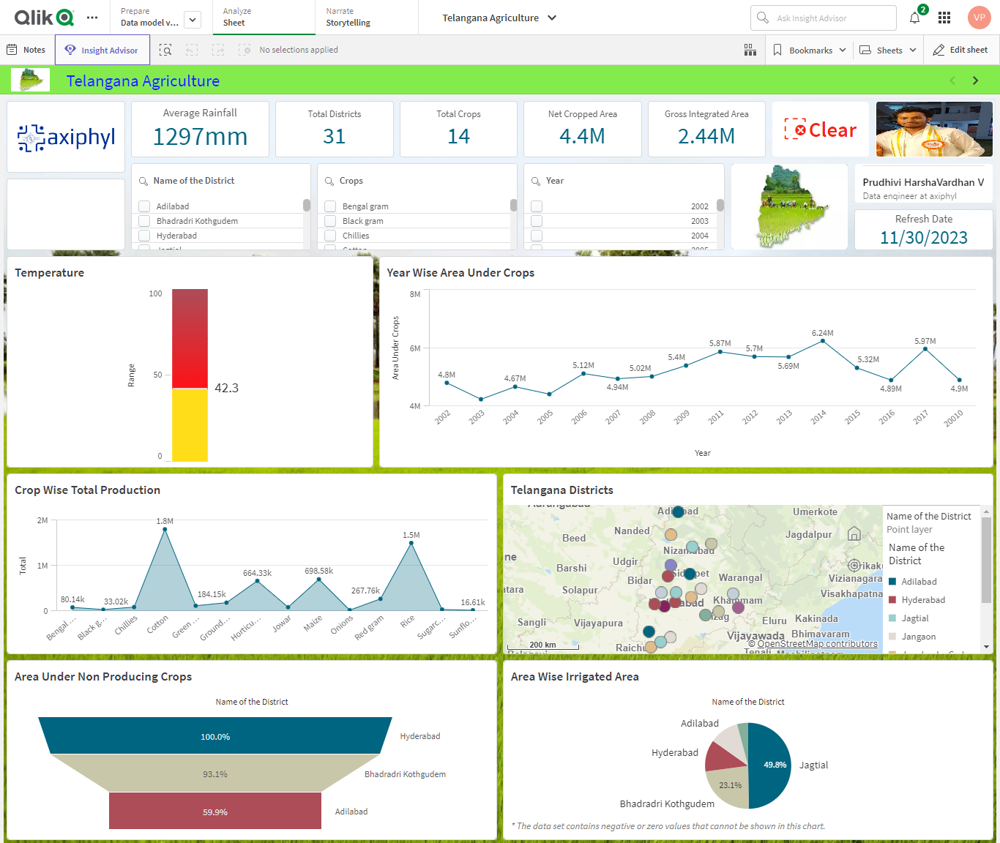 Qlik
Prepare
Data model v...
Analyze
Sheet
Narrate
Storytelling
Telangana Agriculture
Ask Insight Advisor
2
VP
Notes
Insight Advisor
No selections applied
Bookmarks
Sheets
Edit sheet
Telangana Agriculture
axiphyl
Average Rainfall
1297mm
Total Districts
31
Total Crops
14
Net Cropped Area
4.4M
Gross Integrated Area
2.44M
Clear
Name of the District
Adilabad
Bhadradri Kothgudem
Hyderabad
Jagtial
Crops
Bengal gram
Black gram
Chillies
Cotton
Year
2002
2003
2004
2005
Prudhivi HarshaVardhan V
Data engineer at axiphyl
Refresh Date
11/30/2023
Temperature
100
50
0
Range
42.3
Year Wise Area Under Crops
8M
6M
4M
Area Under Crops
4.8M
4.67M
5.12M
4.94M
5.02M
5.4M
5.87M
5.7M
5.69M
6.24M
5.32M
4.89M
5.97M
4.9M
2002
2003
2004
2005
2006
2007
2008
2009
2011
2012
2013
2014
2015
2016
2017
20010
Year
Crop Wise Total Production
2M
1M
0
Total
80.14k
33.02k
1.8M
184.15k
664.33k
698.58k
267.76k
1.5M
16.61k
Bengal ...
Black g...
Chillies
Cotton
Green ...
Ground...
Horticu...
Jowar
Maize
Onions
Red gram
Rice
Sugarc...
Sunflo...
Telangana Districts
Aurangabad
Umerkote
Nanded
Jagdalpur
Beed
Udgir
Barshi
Bidar
Warangal
Vizianagara
Solapur
Visakhapatna
Khammam
Sangli
Vijayapura
Eluru
Kakinada
Vijayawada
Bhimavaram
Raichu
200 km
© OpenStreetMap contributors
Name of the District
Point layer
Name of the
District
Adilabad
Hyderabad
Jagtial
Jangaon
Area Under Non Producing Crops
Name of the District
100.0%
Hyderabad
93.1%
Bhadradri Kothgudem
59.9%
Adilabad
Area Wise Irrigated Area
Name of the District
Adilabad
Hyderabad
49.8%
Jagtial
23.1%
Bhadradri Kothgudem
* The data set contains negative or zero values that cannot be shown in this chart.